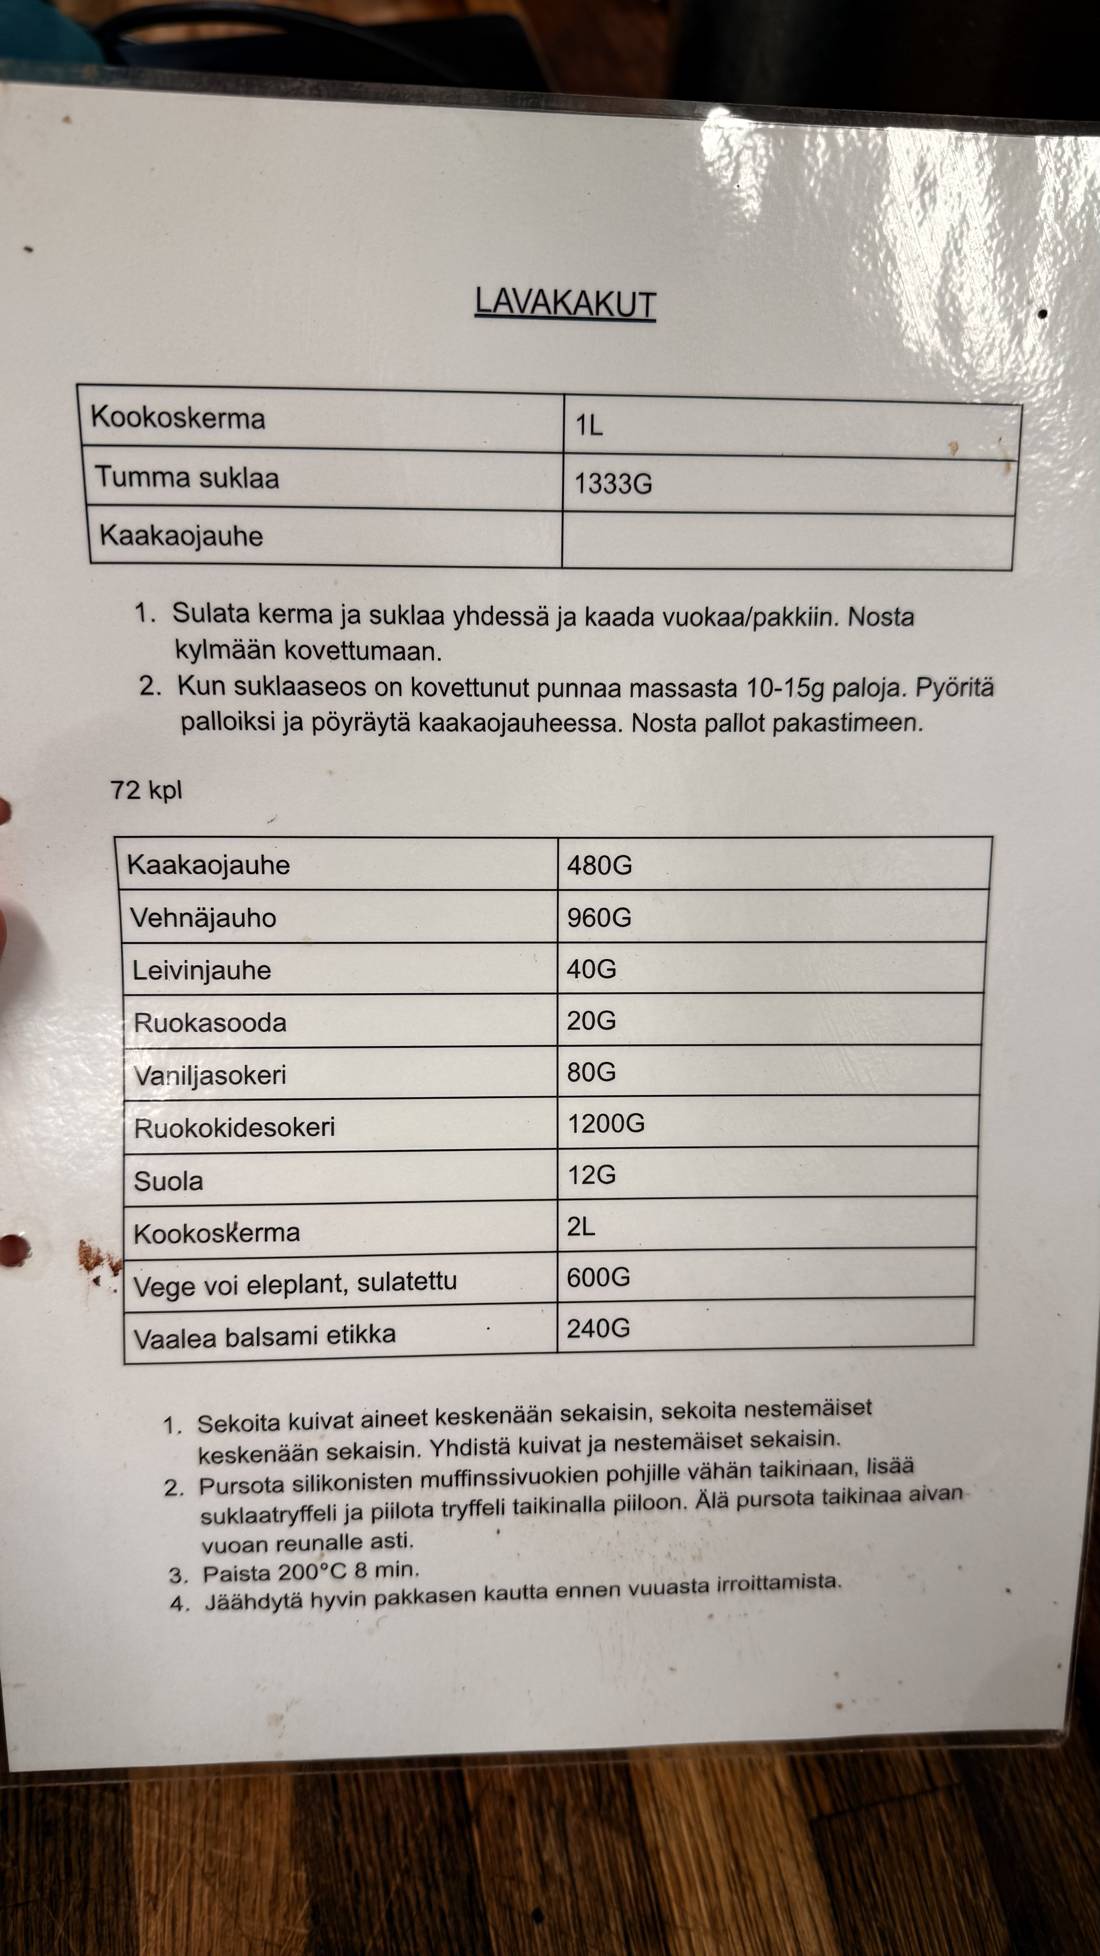 LAVAKAKUT
Kookoskerma 1L
Tumma suklaa 1333G
Kaakaojauhe
1. Sulata kerma ja suklaa yhdessä ja kaada vuokaa/pakkiin. Nosta
kylmään kovettumaan.
2. Kun suklaaseos on kovettunut punnaa massasta 10-15g paloja. Pyöritä
palloiksi ja pöyräytä kaakaojauheessa. Nosta pallot pakastimeen.
72 kpl
Kaakaojauhe 480G
Vehnäjauho 960G
Leivinjauhe 40G
Ruokasooda 20G
Vaniljasokeri 80G
Ruokokidesokeri 1200G
Suola 12G
Kookoskerma 2L
Vege voi eleplant, sulatettu 600G
Vaalea balsami etikka 240G
1. Sekoita kuivat aineet keskenään sekaisin, sekoita nestemäiset
keskenään sekaisin. Yhdistä kuivat ja nestemäiset sekaisin.
2. Pursota silikonisten muffinssivuokien pohjille vähän taikinaan, lisää
suklaatryffeli ja piilota tryffeli taikinalla piiloon. Älä pursota taikinaa aivan
vuoan reunalle asti.
3. Paista 200°C 8 min.
4. Jäähdytä hyvin pakkasen kautta ennen vuuasta irroittamista.